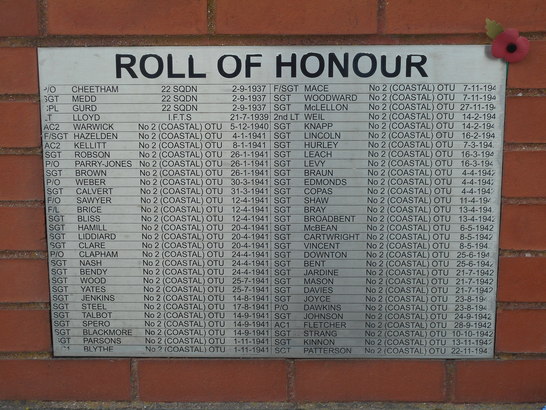 ROLL OF HONOUR
P/O CHEETHAM 22 SQDN 2-9-1937
SGT MEDD 22 SQDN 2-9-1937
CPL GURD 22 SQDN 2-9-1937
LT LLOYD I.F.T.S 21-7-1939
AC2 WARWICK No 2 (COASTAL) OTU 5-12-1940
F/SGT HAZELDEN No 2 (COASTAL) OTU 4-1-1941
AC2 KELLITT No 2 (COASTAL) OTU 8-1-1941
SGT ROBSON No 2 (COASTAL) OTU 26-1-1941
P/O PARRY-JONES No 2 (COASTAL) OTU 26-1-1941
SGT BROWN No 2 (COASTAL) OTU 26-1-1941
P/O WEBER No 2 (COASTAL) OTU 30-3-1941
SGT CALVERT No 2 (COASTAL) OTU 31-3-1941
F/O SAWYER No 2 (COASTAL) OTU 12-4-1941
F/L BRICE No 2 (COASTAL) OTU 12-4-1941
SGT BLISS No 2 (COASTAL) OTU 12-4-1941
SGT HAMILL No 2 (COASTAL) OTU 20-4-1941
SGT LIDDIARD No 2 (COASTAL) OTU 20-4-1941
SGT CLARE No 2 (COASTAL) OTU 20-4-1941
P/O CLAPHAM No 2 (COASTAL) OTU 24-4-1941
SGT NASH No 2 (COASTAL) OTU 24-4-1941
SGT BENDY No 2 (COASTAL) OTU 24-4-1941
SGT WOOD No 2 (COASTAL) OTU 25-7-1941
SGT YATES No 2 (COASTAL) OTU 25-7-1941
SGT JENKINS No 2 (COASTAL) OTU 14-8-1941
SGT STEEL No 2 (COASTAL) OTU 17-8-1941
SGT TALBOT No 2 (COASTAL) OTU 14-9-1941
SGT SPERO No 2 (COASTAL) OTU 14-9-1941
SGT BLACKMORE No 2 (COASTAL) OTU 14-9-1941
SGT PARSONS No 2 (COASTAL) OTU 1-11-1941
BLYTHE No 2 (COASTAL) OTU 1-11-1941
F/SGT MACE No 2 (COASTAL) OTU 7-11-194
SGT WOODWARD No 2 (COASTAL) OTU 7-11-194
SGT McLELLON No 2 (COASTAL) OTU 27-11-194
2nd LT WEIL No 2 (COASTAL) OTU 14-2-194
SGT KNAPP No 2 (COASTAL) OTU 14-2-194
SGT LINCOLN No 2 (COASTAL) OTU 16-2-194
SGT HURLEY No 2 (COASTAL) OTU 7-3-194
SGT LEACH No 2 (COASTAL) OTU 16-3-194
SGT LEVY No 2 (COASTAL) OTU 16-3-194
SGT BRAUN No 2 (COASTAL) OTU 4-4-1942
SGT EDMONDS No 2 (COASTAL) OTU 4-4-1942
SGT COPAS No 2 (COASTAL) OTU 4-4-194
SGT SHAW No 2 (COASTAL) OTU 11-4-194
SGT BRAY No 2 (COASTAL) OTU 13-4-194
SGT BROADBENT No 2 (COASTAL) OTU 13-4-194
SGT McBEAN No 2 (COASTAL) OTU 6-5-1942
SGT CARTWRIGHT No 2 (COASTAL) OTU 8-5-194
SGT VINCENT No 2 (COASTAL) OTU 8-5-194
SGT DOWNTON No 2 (COASTAL) OTU 25-6-194
SGT BENT No 2 (COASTAL) OTU 25-6-194
SGT JARDINE No 2 (COASTAL) OTU 21-7-1942
SGT MASON No 2 (COASTAL) OTU 21-7-1942
SGT DAVIES No 2 (COASTAL) OTU 21-7-1942
SGT JOYCE No 2 (COASTAL) OTU 23-8-194
P/O DAWKINS No 2 (COASTAL) OTU 23-8-194
SGT JOHNSON No 2 (COASTAL) OTU 24-9-1942
AC1 FLETCHER No 2 (COASTAL) OTU 28-9-1942
SGT STRANG No 2 (COASTAL) OTU 10-10-1942
SGT KINNON No 2 (COASTAL) OTU 13-11-1942
SGT PATTERSON No 2 (COASTAL) OTU 22-11-194